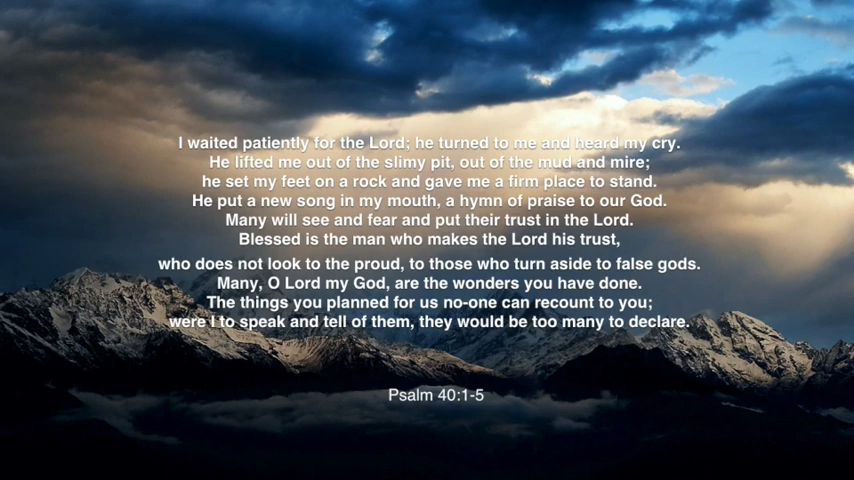 I waited patiently for the Lord; he turned to me and heard my cry.
He lifted me out of the slimy pit, out of the mud and mire;
he set my feet on a rock and gave me a firm place to stand.
He put a new song in my mouth, a hymn of praise to our God.
Many will see and fear and put their trust in the Lord.
Blessed is the man who makes the Lord his trust,
who does not look to the proud, to those who turn aside to false gods.
Many, O Lord my God, are the wonders you have done.
The things you planned for us no-one can recount to you;
were I to speak and tell of them, they would be too many to declare.
Psalm 40:1-5